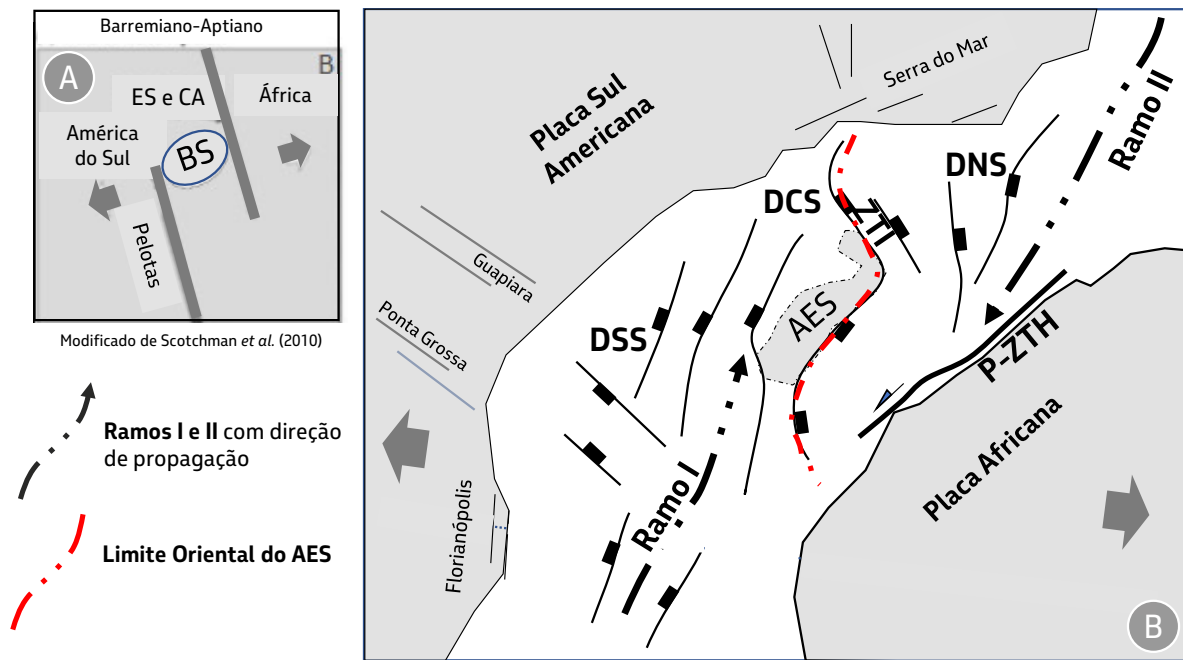 Barremiano-Aptiano
A
B
ES e CA
África
América
do Sul
BS
Pelotas
Modificado de Scotchman et al. (2010)
Ramos I e II com direção
de propagação
Limite Oriental do AES
Placa Sul
Americana
Serra do Mar
Ramo II
DNS
DCS
ZTI
Guapiara
AES
Ponta Grossa
DSS
P-ZTH
Placa Africana
Ramo I
Florianópolis
B